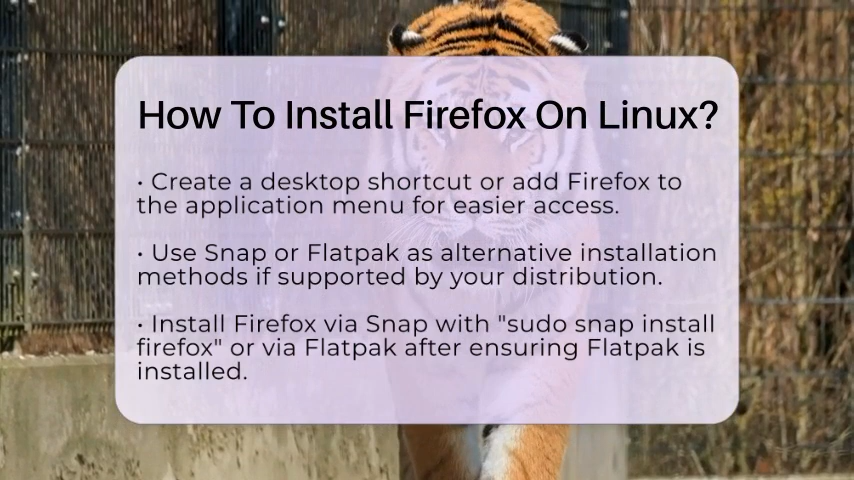 How To Install Firefox On Linux?
• Create a desktop shortcut or add Firefox to
the application menu for easier access.
• Use Snap or Flatpak as alternative installation
methods if supported by your distribution.
• Install Firefox via Snap with "sudo snap install
firefox" or via Flatpak after ensuring Flatpak is
installed.